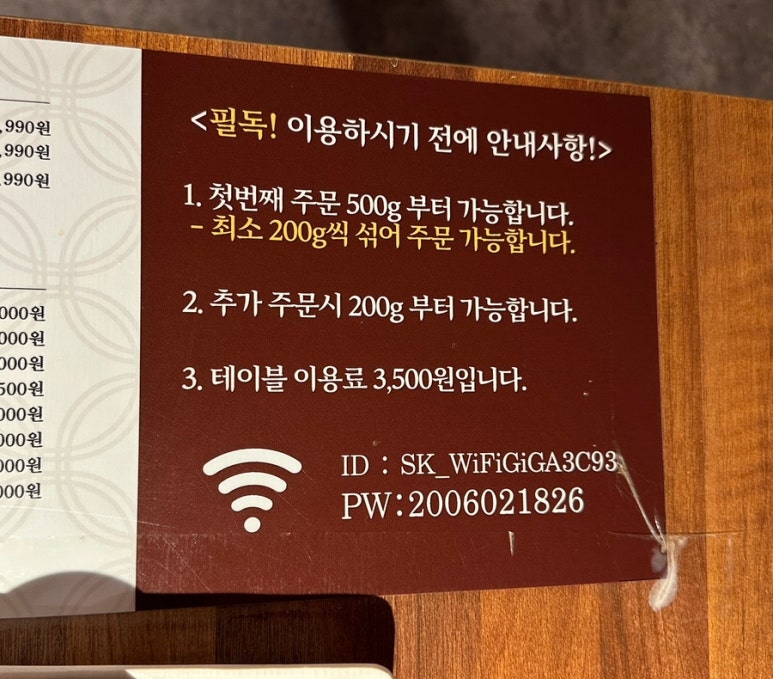 <필독! 이용하시기 전에 안내사항!>
1. 첫번째 주문 500g 부터 가능합니다.
- 최소 200g씩 섞어 주문 가능합니다.
2. 추가 주문시 200g 부터 가능합니다.
3. 테이블 이용료 3,500원입니다.
ID : SK_WiFiGiGA3C93
PW:2006021826
,990원
,990원
,990원
000원
000원
000원
500원
000원
000원
000원
000원